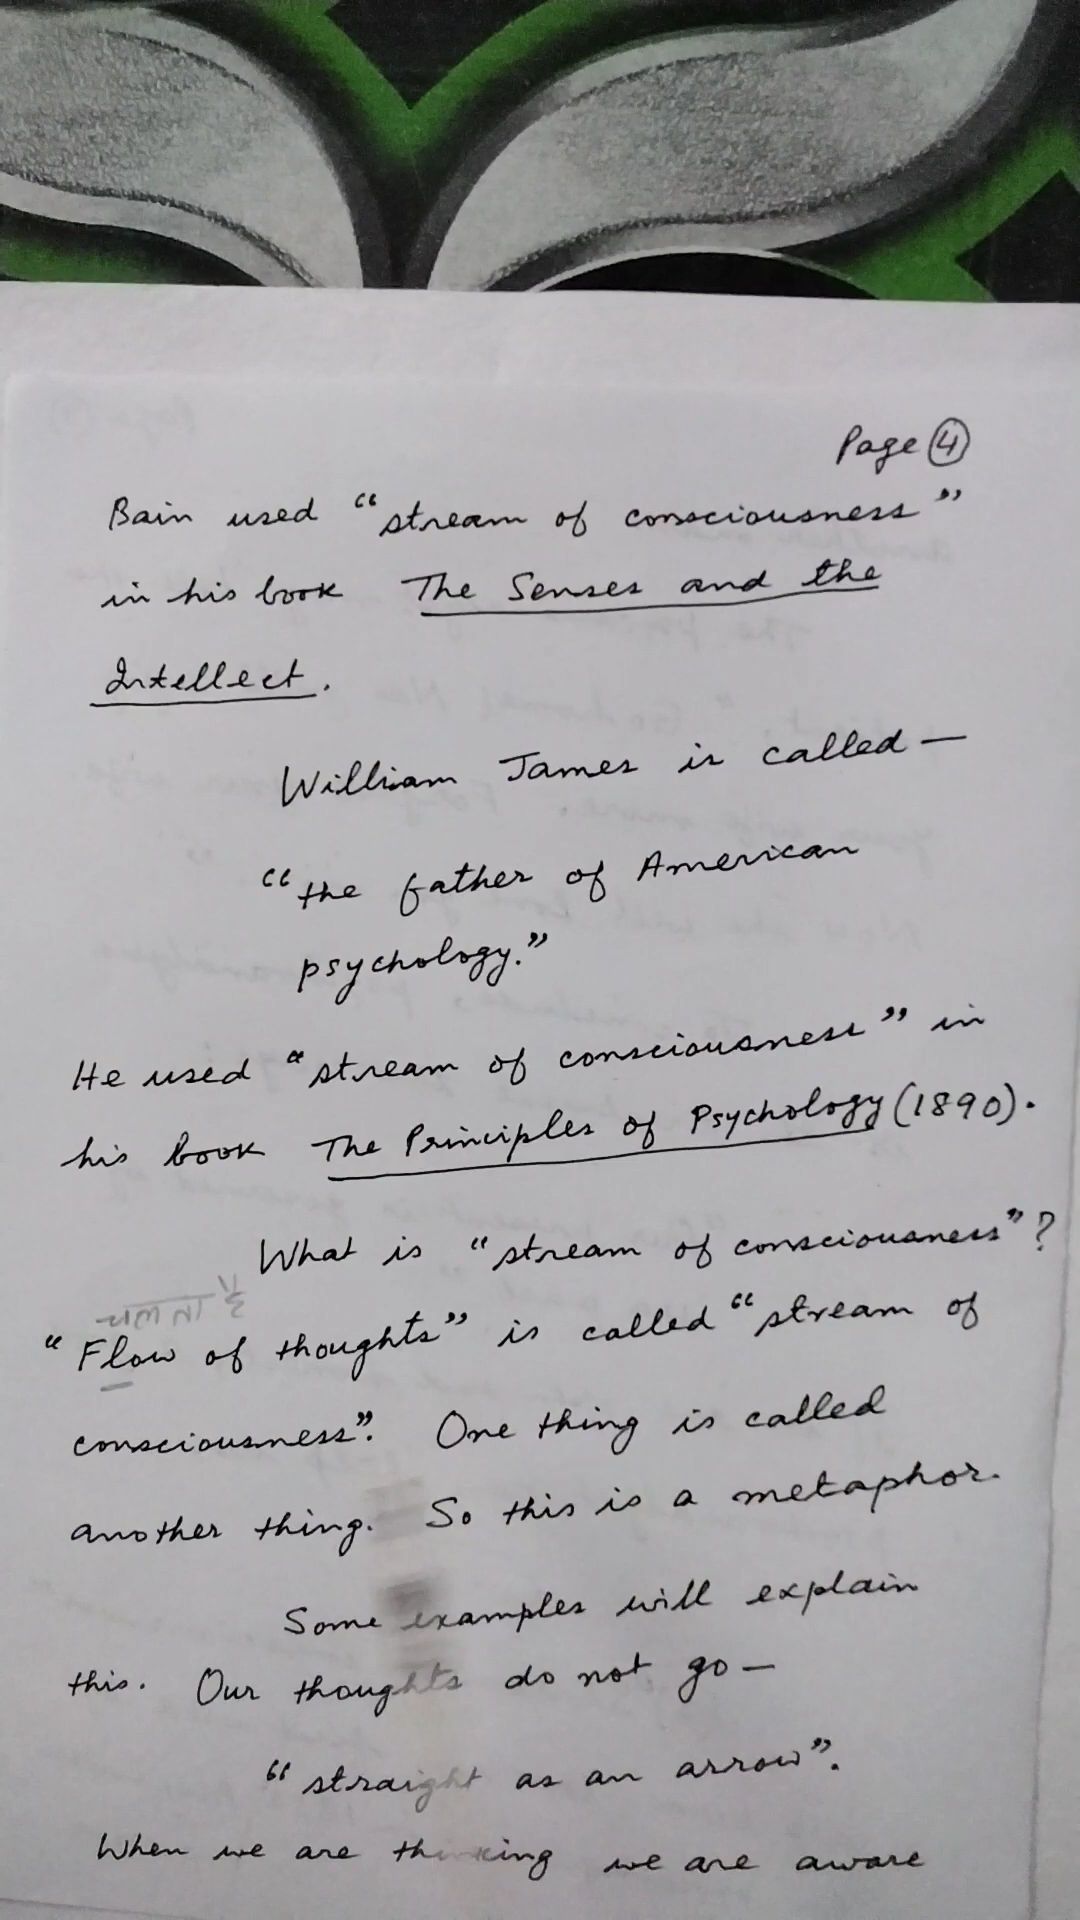 Page 4
Bain used "stream of consciousness"
in his book The Senses and the
Intellect.
William James is called —
"the father of American
psychology."
He used "stream of consciousness" in
his book The Principles of Psychology (1890).
What is "stream of consciousness"?
चलता है
"Flow of thoughts" is called "stream of
consciousness". One thing is called
another thing. So this is a metaphor.
Some examples will explain
this. Our thoughts do not go —
"straight as an arrow".
When we are thinking we are aware